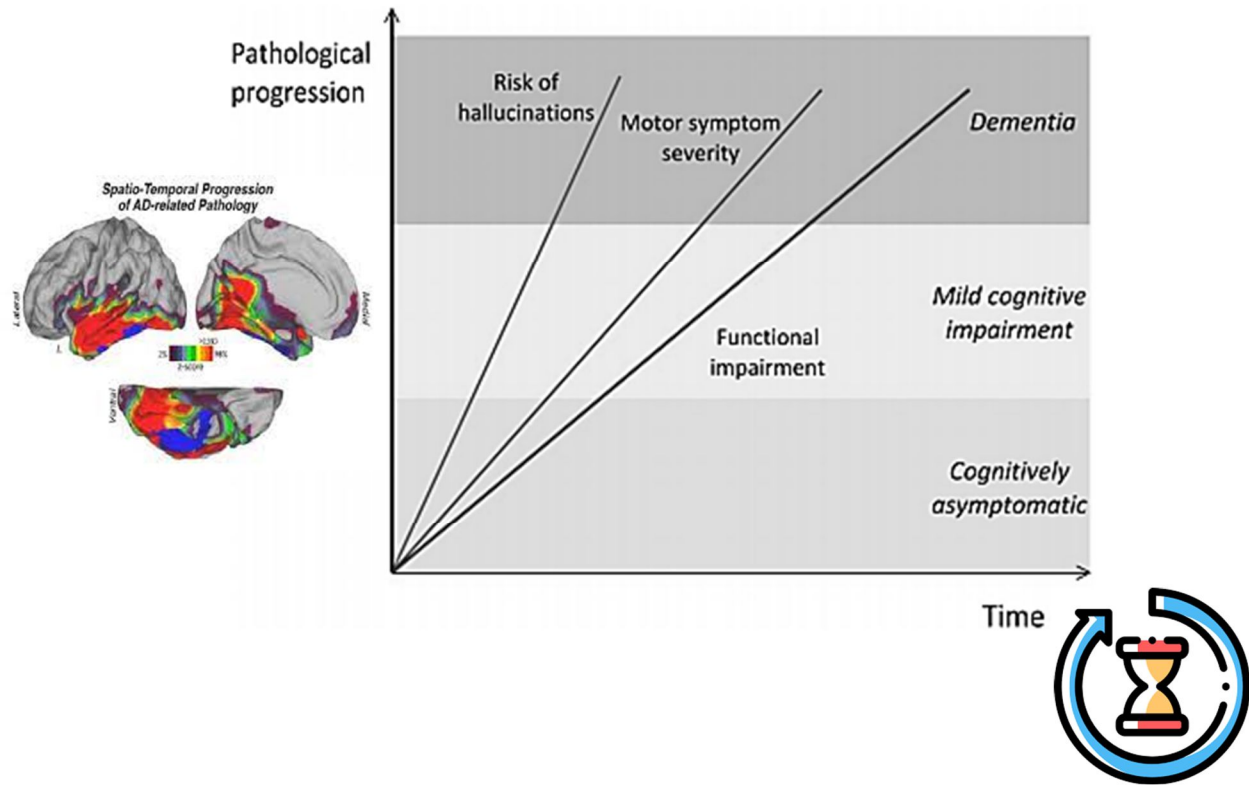 Pathological
progression
Risk of
hallucinations
Motor symptom
severity
Dementia
Spatio-Temporal Progression
of AD-related Pathology
Lateral
Medial
L
Z-score
Ventral
Mild cognitive
impairment
Functional
impairment
Cognitively
asymptomatic
Time